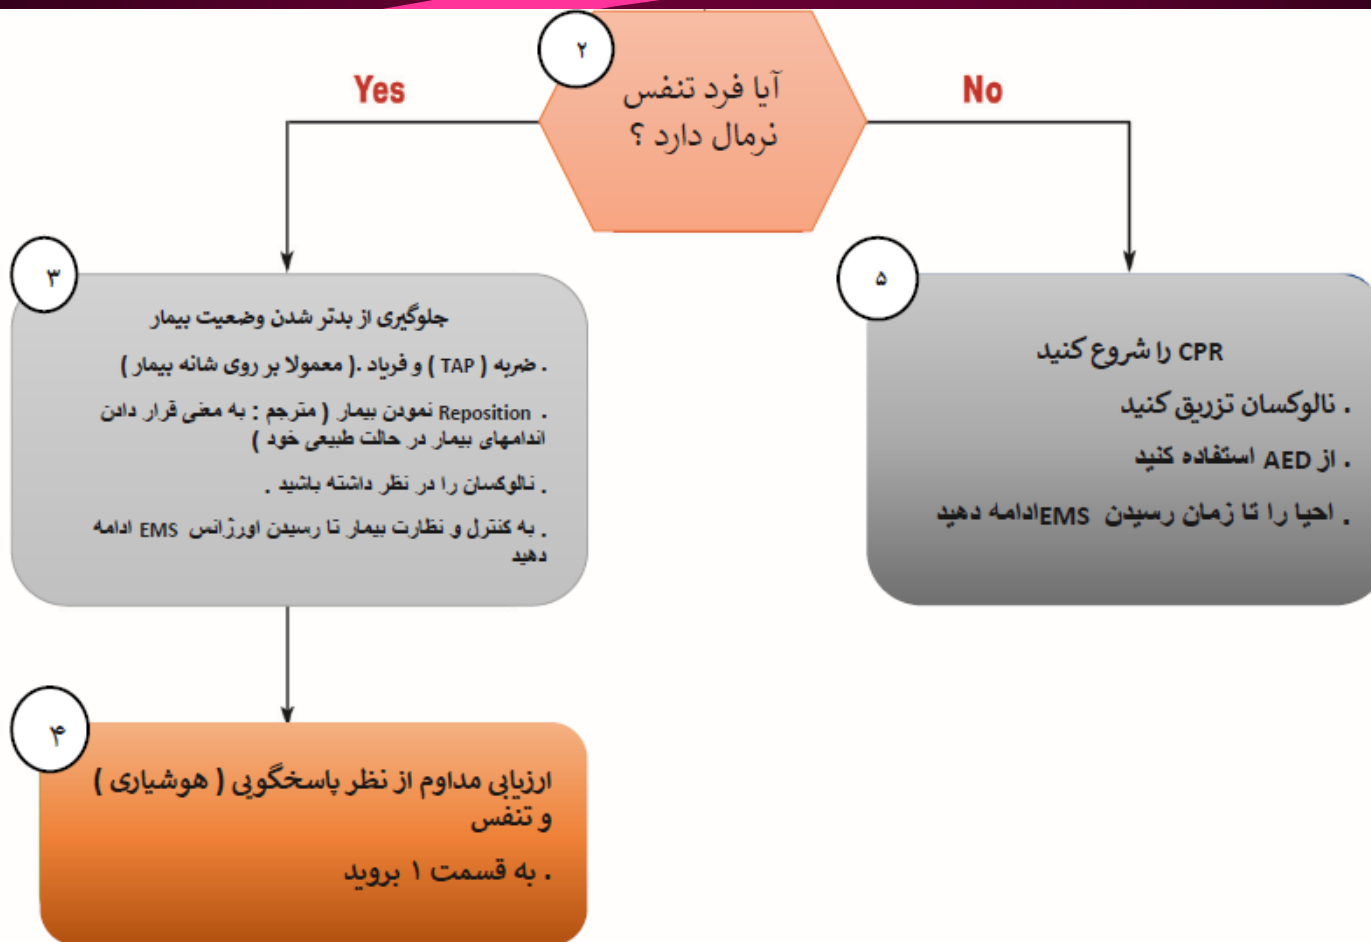 ۲
آیا فرد تنفس
نرمال دارد ؟
Yes
No
۳
جلوگیری از بدتر شدن وضعیت بیمار
. ضربه ( TAP ) و فریاد .( معمولا بر روی شانه بیمار )
. Reposition نمودن بیمار ( مترجم : به معنی قرار دادن
اندامهای بیمار در حالت طبیعی خود )
. نالوکسان را در نظر داشته باشید .
. به کنترل و نظارت بیمار تا رسیدن اورژانس EMS ادامه
دهید
۴
ارزیابی مداوم از نظر پاسخگویی ( هوشیاری )
و تنفس
. به قسمت ۱ بروید
۵
CPR را شروع کنید
. نالوکسان تزریق کنید
. از AED استفاده کنید
. احیا را تا زمان رسیدن EMSادامه دهید